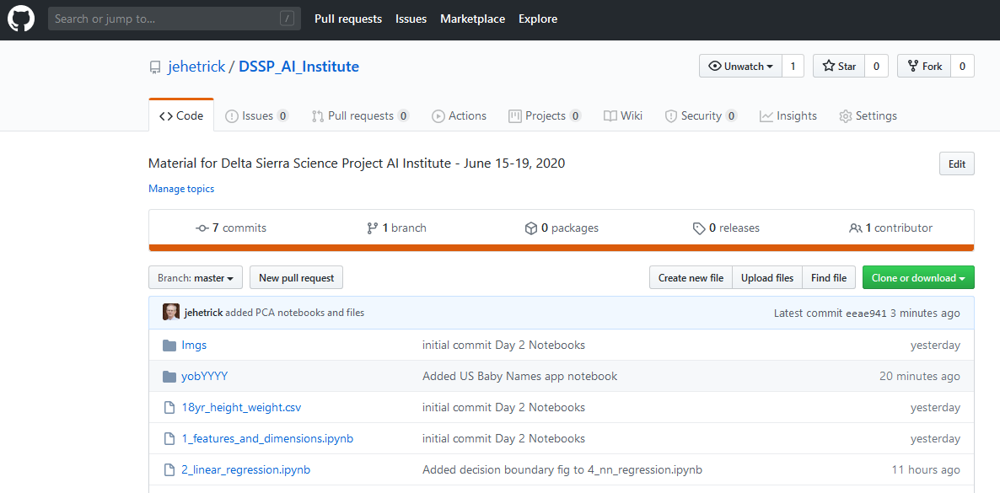 Search or jump to... / Pull requests Issues Marketplace Explore
jehetrick / DSSP_AI_Institute Unwatch 1 Star 0 Fork 0
Code Issues 0 Pull requests 0 Actions Projects 0 Wiki Security 0 Insights Settings
Material for Delta Sierra Science Project AI Institute - June 15-19, 2020 Edit
Manage topics
7 commits 1 branch 0 packages 0 releases 1 contributor
Branch: master New pull request Create new file Upload files Find file Clone or download
jehetrick added PCA notebooks and files Latest commit eeae941 3 minutes ago
Imgs initial commit Day 2 Notebooks yesterday
yobYYYY Added US Baby Names app notebook 20 minutes ago
18yr_height_weight.csv initial commit Day 2 Notebooks yesterday
1_features_and_dimensions.ipynb initial commit Day 2 Notebooks yesterday
2_linear_regression.ipynb Added decision boundary fig to 4_nn_regression.ipynb 11 hours ago